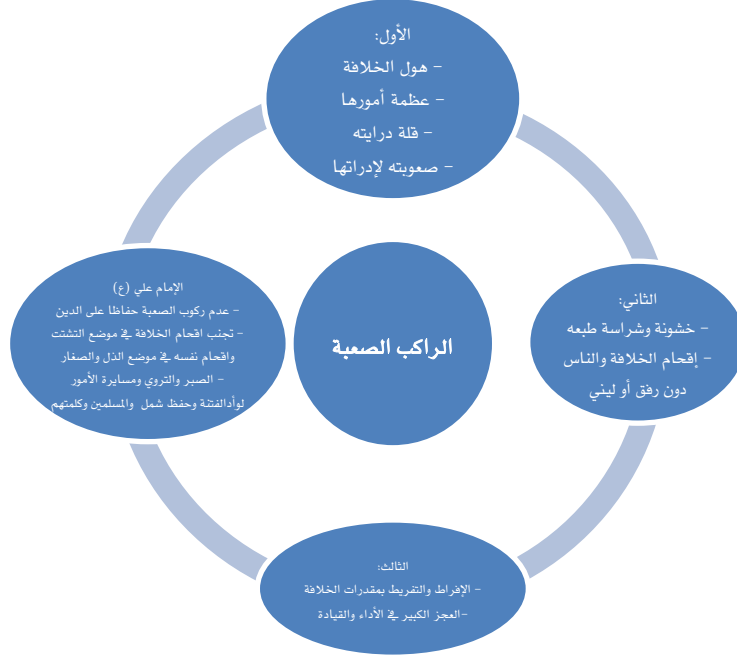 الأول:
- هول الخلافة
- عظمة أمورها
- قلة درايته
- صعوبته لإدراتها
الثاني:
- خشونة وشراسة طبعه
- إقحام الخلافة والناس
دون رفق أو ليني
الثالث:
- الإفراط والتفريط بمقدرات الخلافة
-العجز الكبير في الأداء والقيادة
الإمام علي (ع)
- عدم ركوب الصعبة حفاظا على الدين
- تجنب اقحام الخلافة في موضع التشتت
واقحام نفسه في موضع الذل والصغار
- الصبر والتروي ومسايرة الأمور
لوأدالفتنة وحفظ شمل والمسلمين وكلمتهم
الراكب الصعبة